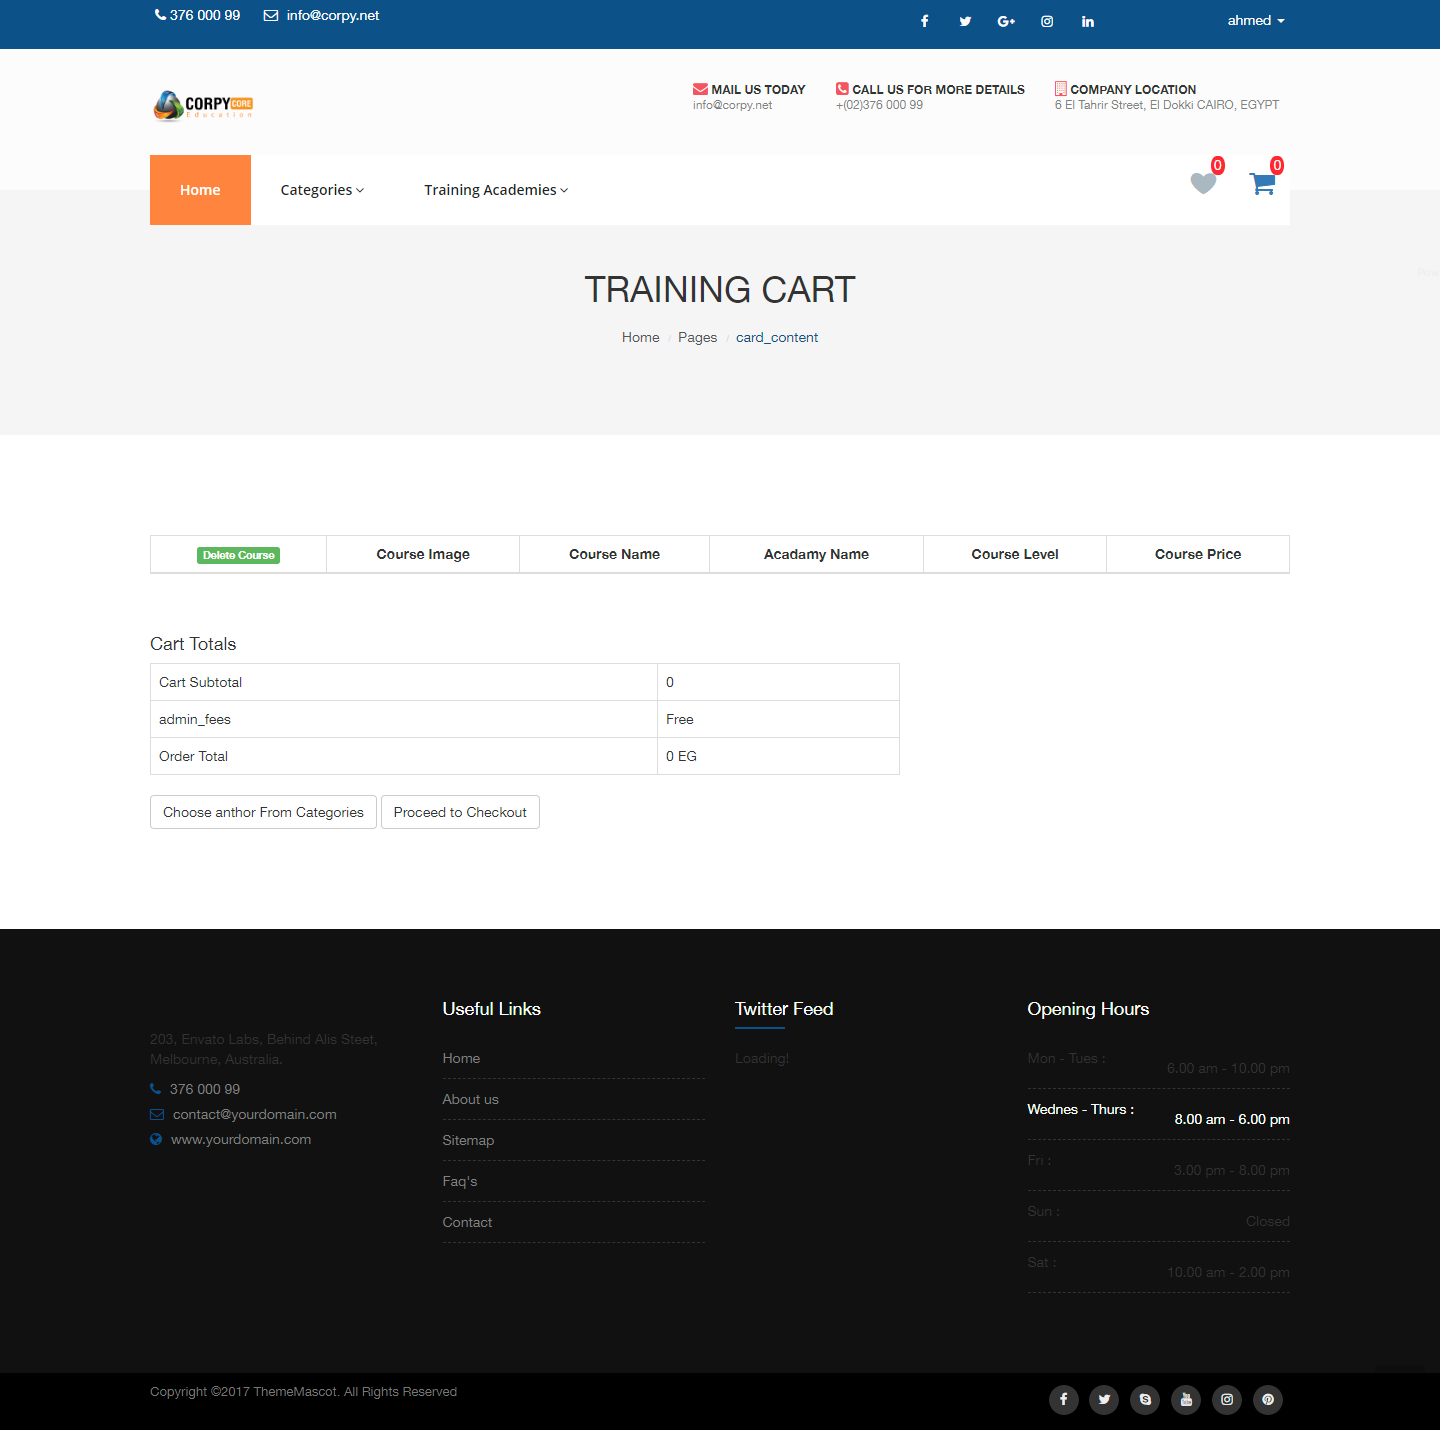 376 000 99 info@corpy.net
ahmed
CORPY CORE
Education
MAIL US TODAY
info@corpy.net
CALL US FOR MORE DETAILS
+(02)376 000 99
COMPANY LOCATION
6 El Tahrir Street, El Dokki CAIRO, EGYPT
Home Categories Training Academies 0 0
TRAINING CART
Home / Pages / card_content
Delete Course Course Image Course Name Acadamy Name Course Level Course Price
Cart Totals
Cart Subtotal 0
admin_fees Free
Order Total 0 EG
Choose anthor From Categories Proceed to Checkout
203, Envato Labs, Behind Alis Steet,
Melbourne, Australia.
376 000 99
contact@yourdomain.com
www.yourdomain.com
Useful Links
Home
About us
Sitemap
Faq's
Contact
Twitter Feed
Loading!
Opening Hours
Mon - Tues : 6.00 am - 10.00 pm
Wednes - Thurs : 8.00 am - 6.00 pm
Fri : 3.00 pm - 8.00 pm
Sun : Closed
Sat : 10.00 am - 2.00 pm
Copyright ©2017 ThemeMascot. All Rights Reserved